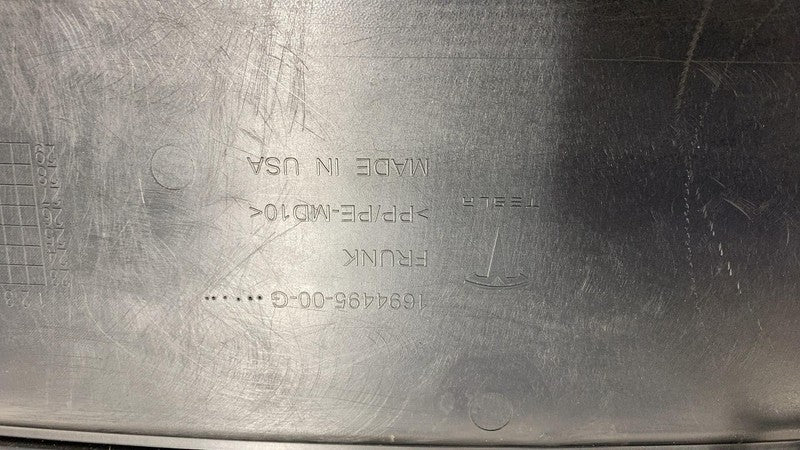 1694495-00-G
FRUNK
>PP/PE-MD10<
MADE IN USA
TESLA